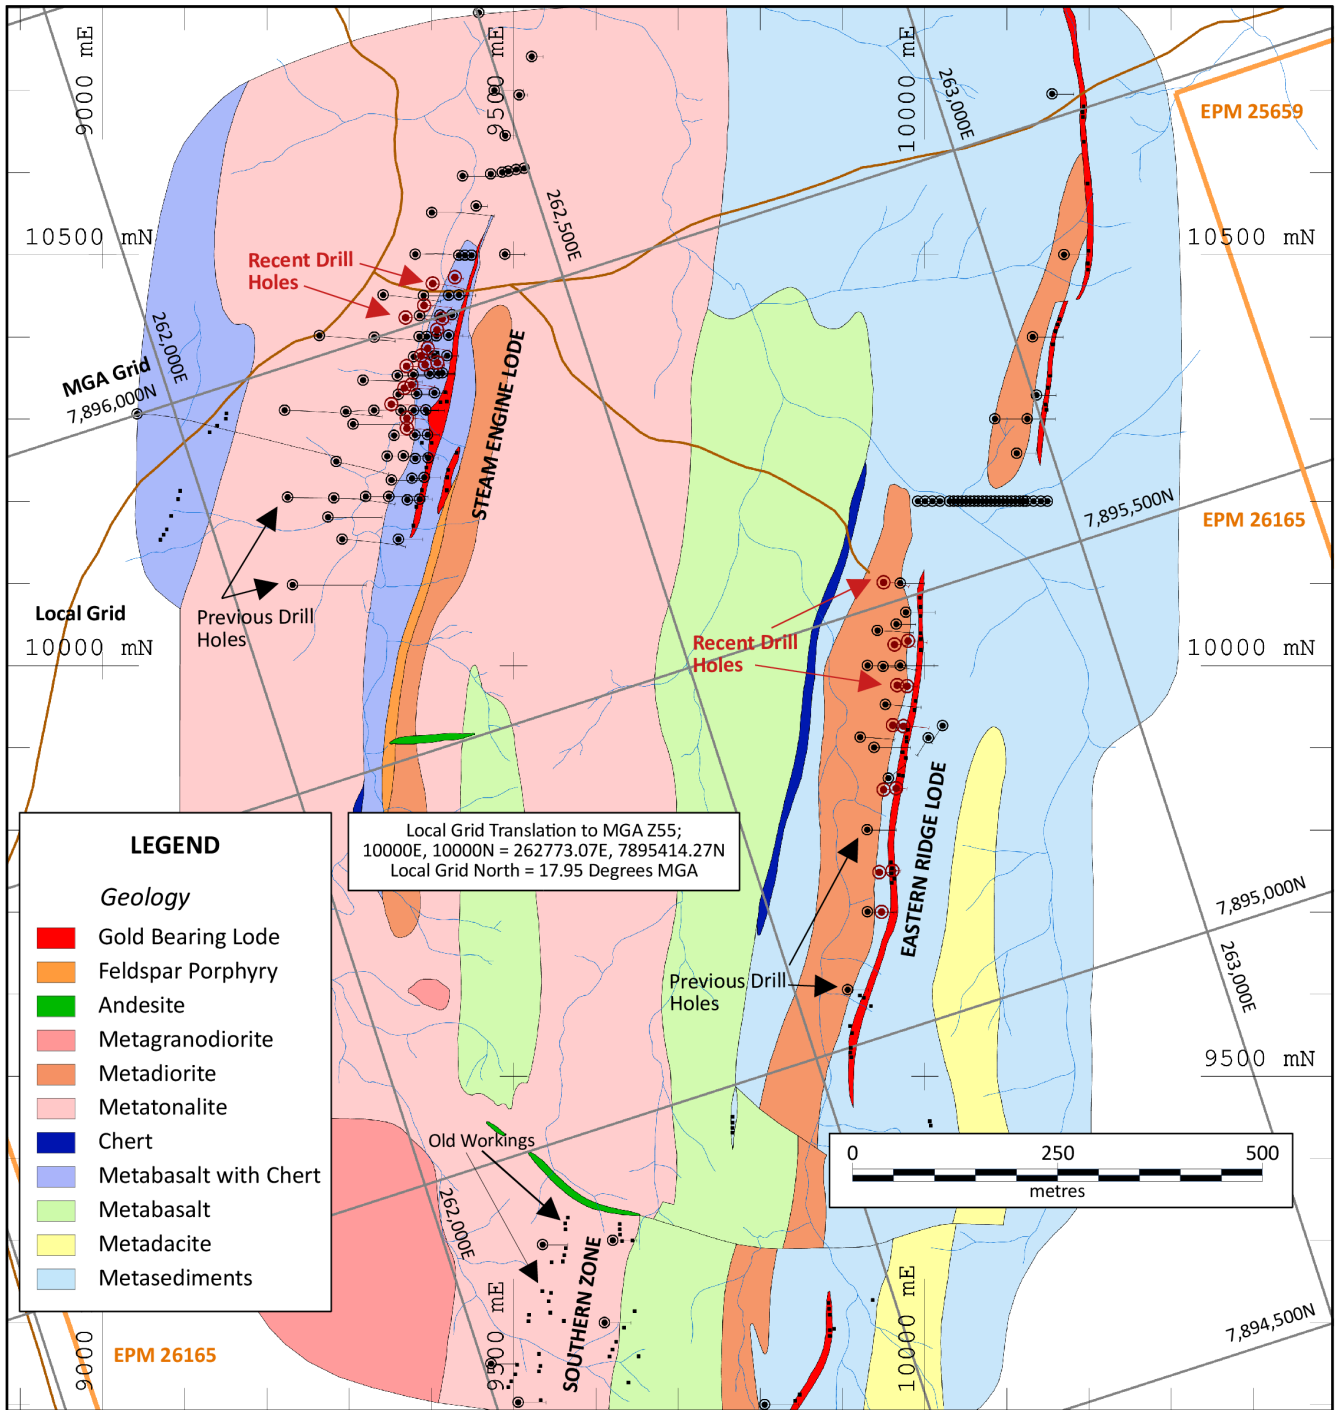 9000 mE
9500 mE
10000 mE
263,000E
EPM 25659
262,500E
10500 mN
10500 mN
Recent Drill
Holes
262,000E
MGA Grid
7,896,000N
STEAM ENGINE LODE
7,895,500N
EPM 26165
Local Grid
Previous Drill
Holes
10000 mN
10000 mN
Recent Drill
Holes
EASTERN RIDGE LODE
Local Grid Translation to MGA Z55;
10000E, 10000N = 262773.07E, 7895414.27N
Local Grid North = 17.95 Degrees MGA
LEGEND
Geology
Gold Bearing Lode
Feldspar Porphyry
Andesite
Metagranodiorite
Metadiorite
Metatonalite
Chert
Metabasalt with Chert
Metabasalt
Metadacite
Metasediments
7,895,000N
263,000E
Previous Drill
Holes
9500 mN
Old Workings
0 250 500
metres
262,000E
SOUTHERN ZONE
7,894,500N
EPM 26165
9000
9500 mE
10000 mE